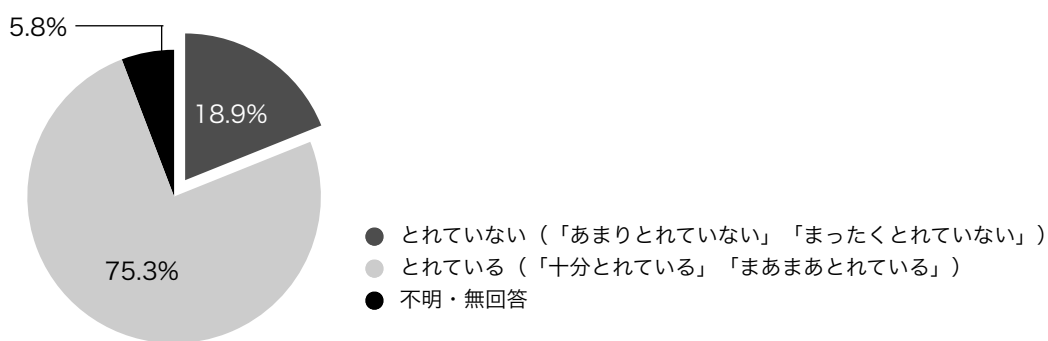 5.8%
18.9%
75.3%
とれていない（「あまりとれていない」「まったくとれていない」）
とれている（「十分とれている」「まあまあとれている」）
不明・無回答